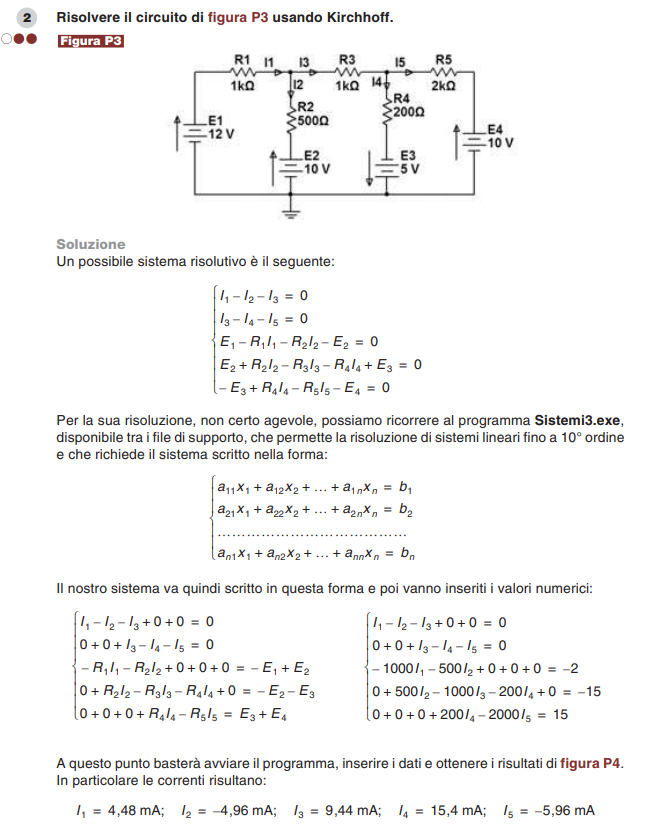 2 Risolvere il circuito di figura P3 usando Kirchhoff.
Figura P3
R1 I1 I3 R3 I5 R5
1kΩ I2 1kΩ I4 2kΩ
R2
500Ω
R4
200Ω
E1
12 V
E2
10 V
E3
5 V
E4
10 V
Soluzione
Un possibile sistema risolutivo è il seguente:
I₁ – I₂ – I₃ = 0
I₃ – I₄ – I₅ = 0
E₁ – R₁I₁ – R₂I₂ – E₂ = 0
E₂ + R₂I₂ – R₃I₃ – R₄I₄ + E₃ = 0
– E₃ + R₄I₄ – R₅I₅ – E₄ = 0
Per la sua risoluzione, non certo agevole, possiamo ricorrere al programma Sistemi3.exe,
disponibile tra i file di supporto, che permette la risoluzione di sistemi lineari fino a 10° ordine
e che richiede il sistema scritto nella forma:
a₁₁x₁ + a₁₂x₂ + ... + a₁ₙxₙ = b₁
a₂₁x₁ + a₂₂x₂ + ... + a₂ₙxₙ = b₂
.......................................
aₙ₁x₁ + aₙ₂x₂ + ... + aₙₙxₙ = bₙ
Il nostro sistema va quindi scritto in questa forma e poi vanno inseriti i valori numerici:
I₁ – I₂ – I₃ + 0 + 0 = 0
0 + 0 + I₃ – I₄ – I₅ = 0
– R₁I₁ – R₂I₂ + 0 + 0 + 0 = – E₁ + E₂
0 + R₂I₂ – R₃I₃ – R₄I₄ + 0 = – E₂ – E₃
0 + 0 + 0 + R₄I₄ – R₅I₅ = E₃ + E₄
I₁ – I₂ – I₃ + 0 + 0 = 0
0 + 0 + I₃ – I₄ – I₅ = 0
– 1000I₁ – 500I₂ + 0 + 0 + 0 = –2
0 + 500I₂ – 1000I₃ – 200I₄ + 0 = –15
0 + 0 + 0 + 200I₄ – 2000I₅ = 15
A questo punto basterà avviare il programma, inserire i dati e ottenere i risultati di figura P4.
In particolare le correnti risultano:
I₁ = 4,48 mA; I₂ = –4,96 mA; I₃ = 9,44 mA; I₄ = 15,4 mA; I₅ = –5,96 mA